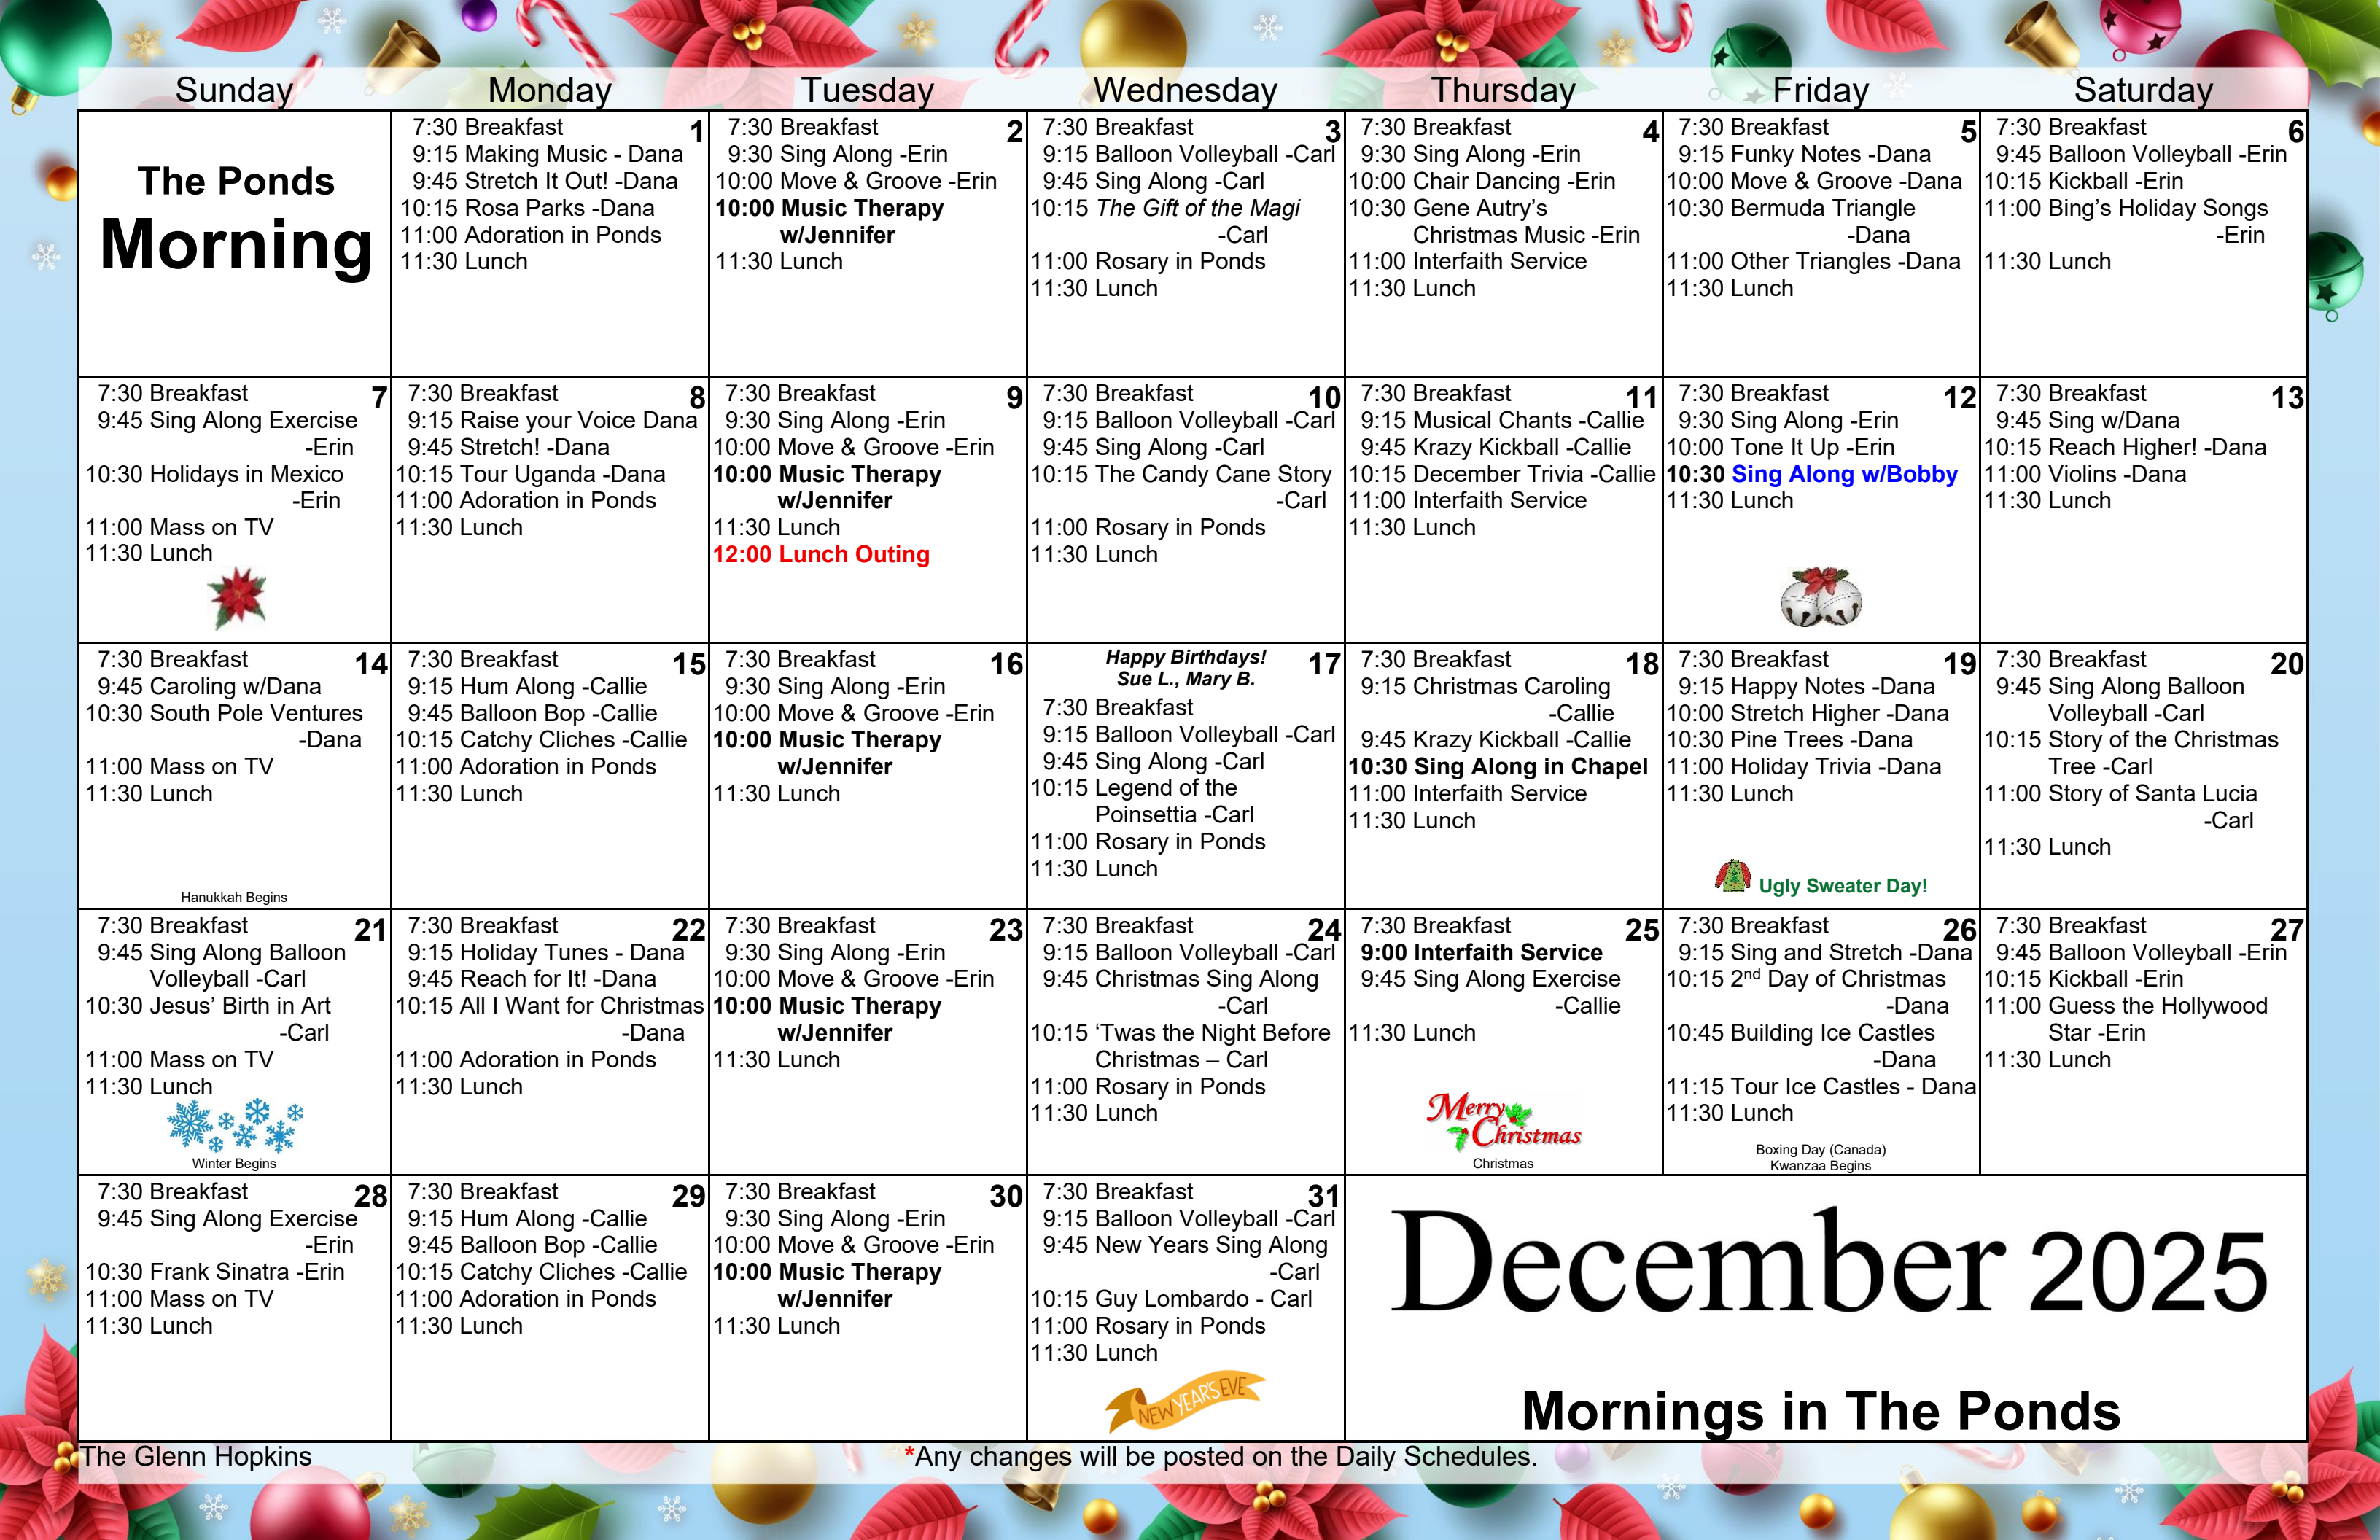 Sunday Monday Tuesday Wednesday Thursday Friday Saturday
The Ponds
Morning
1
7:30 Breakfast
9:15 Making Music - Dana
9:45 Stretch It Out! -Dana
10:15 Rosa Parks -Dana
11:00 Adoration in Ponds
11:30 Lunch
2
7:30 Breakfast
9:30 Sing Along -Erin
10:00 Move & Groove -Erin
10:00 Music Therapy
w/Jennifer
11:30 Lunch
3
7:30 Breakfast
9:15 Balloon Volleyball -Carl
9:45 Sing Along -Carl
10:15 The Gift of the Magi
-Carl
11:00 Rosary in Ponds
11:30 Lunch
4
7:30 Breakfast
9:30 Sing Along -Erin
10:00 Chair Dancing -Erin
10:30 Gene Autry’s
Christmas Music -Erin
11:00 Interfaith Service
11:30 Lunch
5
7:30 Breakfast
9:15 Funky Notes -Dana
10:00 Move & Groove -Dana
10:30 Bermuda Triangle
-Dana
11:00 Other Triangles -Dana
11:30 Lunch
6
7:30 Breakfast
9:45 Balloon Volleyball -Erin
10:15 Kickball -Erin
11:00 Bing’s Holiday Songs
-Erin
11:30 Lunch
7
7:30 Breakfast
9:45 Sing Along Exercise
-Erin
10:30 Holidays in Mexico
-Erin
11:00 Mass on TV
11:30 Lunch
8
7:30 Breakfast
9:15 Raise your Voice Dana
9:45 Stretch! -Dana
10:15 Tour Uganda -Dana
11:00 Adoration in Ponds
11:30 Lunch
9
7:30 Breakfast
9:30 Sing Along -Erin
10:00 Move & Groove -Erin
10:00 Music Therapy
w/Jennifer
11:30 Lunch
12:00 Lunch Outing
10
7:30 Breakfast
9:15 Balloon Volleyball -Carl
9:45 Sing Along -Carl
10:15 The Candy Cane Story
-Carl
11:00 Rosary in Ponds
11:30 Lunch
11
7:30 Breakfast
9:15 Musical Chants -Callie
9:45 Krazy Kickball -Callie
10:15 December Trivia -Callie
11:00 Interfaith Service
11:30 Lunch
12
7:30 Breakfast
9:30 Sing Along -Erin
10:00 Tone It Up -Erin
10:30 Sing Along w/Bobby
11:30 Lunch
13
7:30 Breakfast
9:45 Sing w/Dana
10:15 Reach Higher! -Dana
11:00 Violins -Dana
11:30 Lunch
14
7:30 Breakfast
9:45 Caroling w/Dana
10:30 South Pole Ventures
-Dana
11:00 Mass on TV
11:30 Lunch
Hanukkah Begins
15
7:30 Breakfast
9:15 Hum Along -Callie
9:45 Balloon Bop -Callie
10:15 Catchy Cliches -Callie
11:00 Adoration in Ponds
11:30 Lunch
16
7:30 Breakfast
9:30 Sing Along -Erin
10:00 Move & Groove -Erin
10:00 Music Therapy
w/Jennifer
11:30 Lunch
17
Happy Birthdays!
Sue L., Mary B.
7:30 Breakfast
9:15 Balloon Volleyball -Carl
9:45 Sing Along -Carl
10:15 Legend of the
Poinsettia -Carl
11:00 Rosary in Ponds
11:30 Lunch
18
7:30 Breakfast
9:15 Christmas Caroling
-Callie
9:45 Krazy Kickball -Callie
10:30 Sing Along in Chapel
11:00 Interfaith Service
11:30 Lunch
19
7:30 Breakfast
9:15 Happy Notes -Dana
10:00 Stretch Higher -Dana
10:30 Pine Trees -Dana
11:00 Holiday Trivia -Dana
11:30 Lunch
Ugly Sweater Day!
20
7:30 Breakfast
9:45 Sing Along Balloon
Volleyball -Carl
10:15 Story of the Christmas
Tree -Carl
11:00 Story of Santa Lucia
-Carl
11:30 Lunch
21
7:30 Breakfast
9:45 Sing Along Balloon
Volleyball -Carl
10:30 Jesus’ Birth in Art
-Carl
11:00 Mass on TV
11:30 Lunch
Winter Begins
22
7:30 Breakfast
9:15 Holiday Tunes - Dana
9:45 Reach for It! -Dana
10:15 All I Want for Christmas
-Dana
11:00 Adoration in Ponds
11:30 Lunch
23
7:30 Breakfast
9:30 Sing Along -Erin
10:00 Move & Groove -Erin
10:00 Music Therapy
w/Jennifer
11:30 Lunch
24
7:30 Breakfast
9:15 Balloon Volleyball -Carl
9:45 Christmas Sing Along
-Carl
10:15 ‘Twas the Night Before
Christmas – Carl
11:00 Rosary in Ponds
11:30 Lunch
25
7:30 Breakfast
9:00 Interfaith Service
9:45 Sing Along Exercise
-Callie
11:30 Lunch
Merry
Christmas
Christmas
26
7:30 Breakfast
9:15 Sing and Stretch -Dana
10:15 2nd Day of Christmas
-Dana
10:45 Building Ice Castles
-Dana
11:15 Tour Ice Castles - Dana
11:30 Lunch
Boxing Day (Canada)
Kwanzaa Begins
27
7:30 Breakfast
9:45 Balloon Volleyball -Erin
10:15 Kickball -Erin
11:00 Guess the Hollywood
Star -Erin
11:30 Lunch
28
7:30 Breakfast
9:45 Sing Along Exercise
-Erin
10:30 Frank Sinatra -Erin
11:00 Mass on TV
11:30 Lunch
29
7:30 Breakfast
9:15 Hum Along -Callie
9:45 Balloon Bop -Callie
10:15 Catchy Cliches -Callie
11:00 Adoration in Ponds
11:30 Lunch
30
7:30 Breakfast
9:30 Sing Along -Erin
10:00 Move & Groove -Erin
10:00 Music Therapy
w/Jennifer
11:30 Lunch
31
7:30 Breakfast
9:15 Balloon Volleyball -Carl
9:45 New Years Sing Along
-Carl
10:15 Guy Lombardo - Carl
11:00 Rosary in Ponds
11:30 Lunch
NEW YEAR'S EVE
December 2025
Mornings in The Ponds
The Glenn Hopkins
*Any changes will be posted on the Daily Schedules.